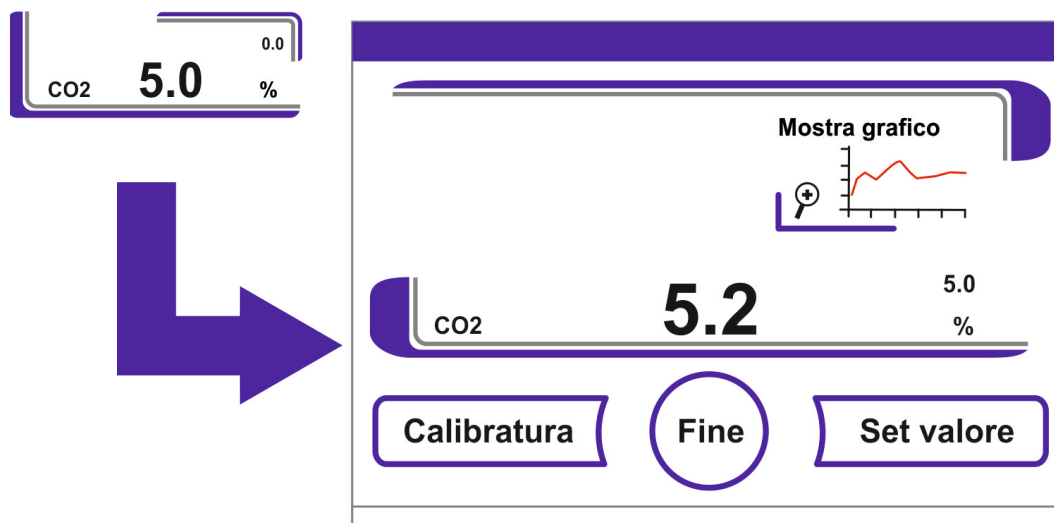 0.0
CO2 5.0 %
Mostra grafico
5.0
CO2 5.2 %
Calibratura Fine Set valore